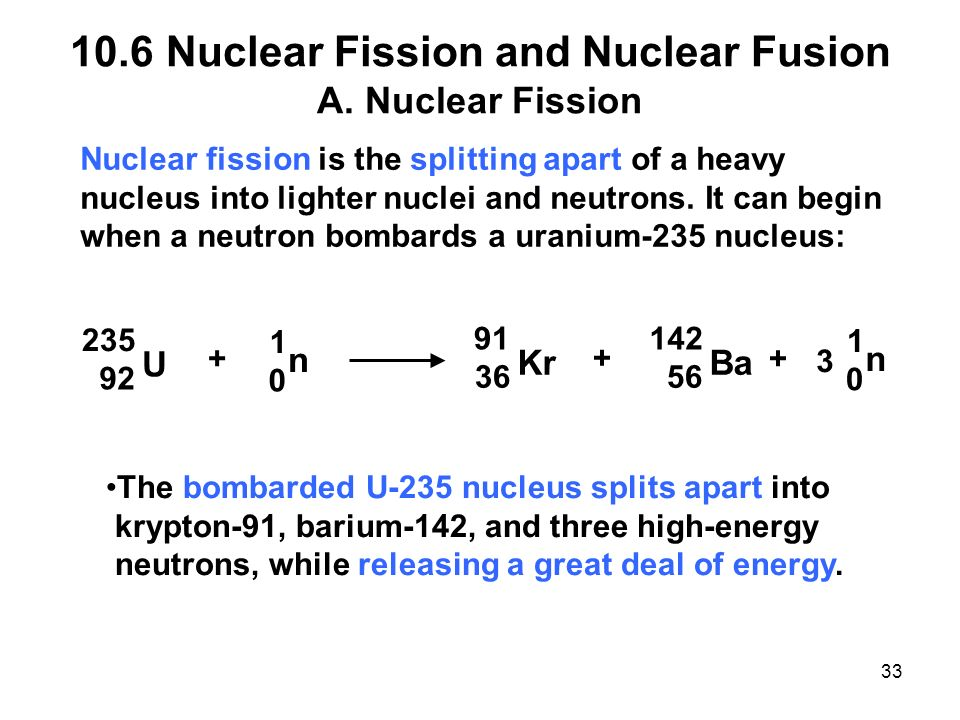 10.6 Nuclear Fission and Nuclear Fusion
A. Nuclear Fission
Nuclear fission is the splitting apart of a heavy
nucleus into lighter nuclei and neutrons. It can begin
when a neutron bombards a uranium-235 nucleus:
235 1 91 142 1
U + n Kr + Ba + 3 n
92 0 36 56 0
•The bombarded U-235 nucleus splits apart into
krypton-91, barium-142, and three high-energy
neutrons, while releasing a great deal of energy.
33